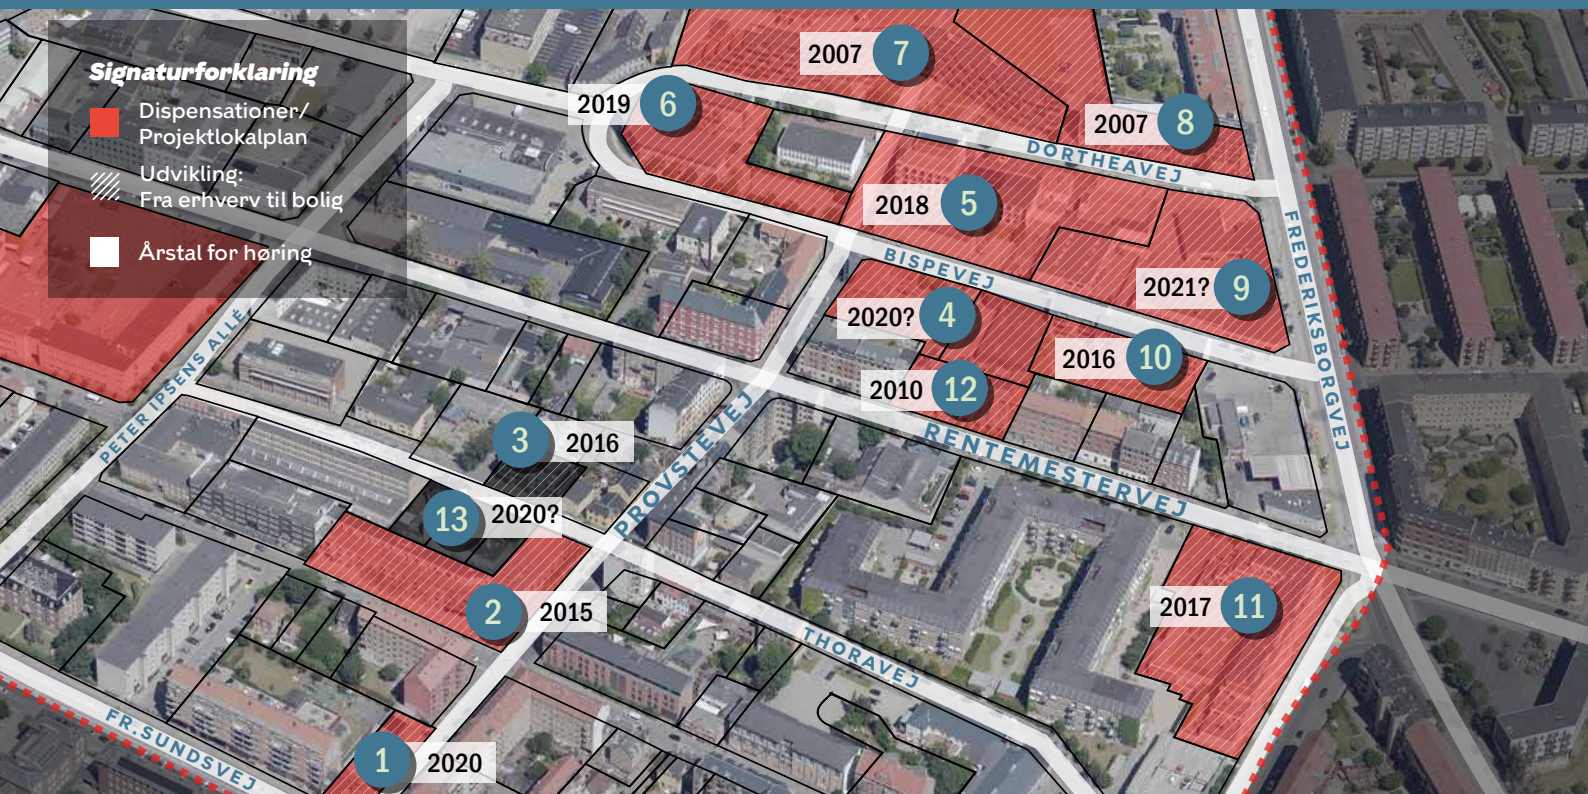 Signaturforklaring
Dispensationer/
Projektlokalplan
Udvikling:
Fra erhverv til bolig
Årstal for høring
2007 7
2019 6
2007 8
DORTHEAVEJ
2018 5
BISPEVEJ
FREDERIKSBORGVEJ
2021? 9
2020? 4
2016 10
2010 12
PETER IPSENS ALLÉ
PROVSTEVEJ
RENTEMESTERVEJ
3 2016
13 2020?
2 2015
2017 11
THORAVEJ
FR.SUNDSVEJ
1 2020